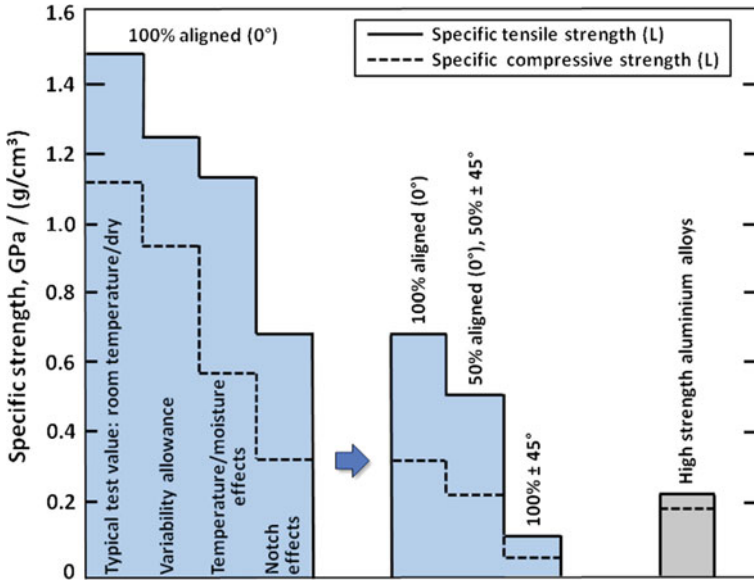 1.6
1.4
1.2
1.0
0.8
0.6
0.4
0.2
0
Specific strength, GPa / (g/cm³)
100% aligned (0°)
Specific tensile strength (L)
Specific compressive strength (L)
Typical test value: room temperature/dry
Variability allowance
Temperature/moisture
effects
Notch
effects
100% aligned (0°)
50% aligned (0°), 50% ± 45°
100% ± 45°
High strength aluminium alloys